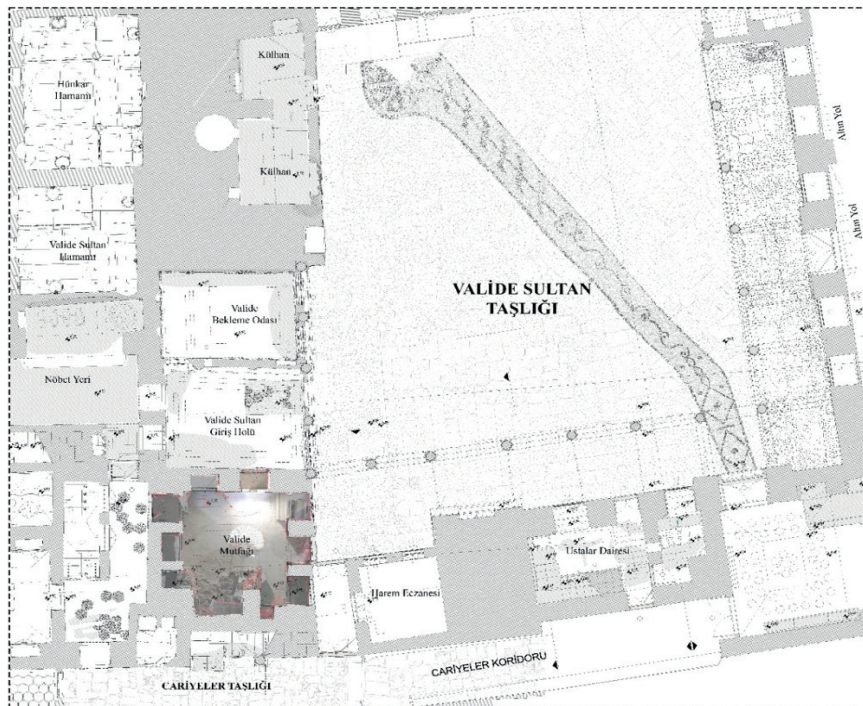 Hünkar
Hamamı
Külhan
Külhan
Altın Yol
Altın Yol
Valide Sultan
Hamamı
VALİDE SULTAN
TAŞLIĞI
Valide
Bekleme Odası
Nöbet Yeri
Valide Sultan
Giriş Holü
Valide
Mutfağı
Ustalar Dairesi
Harem Eczanesi
CARİYELER KORİDORU
CARİYELER TAŞLIĞI